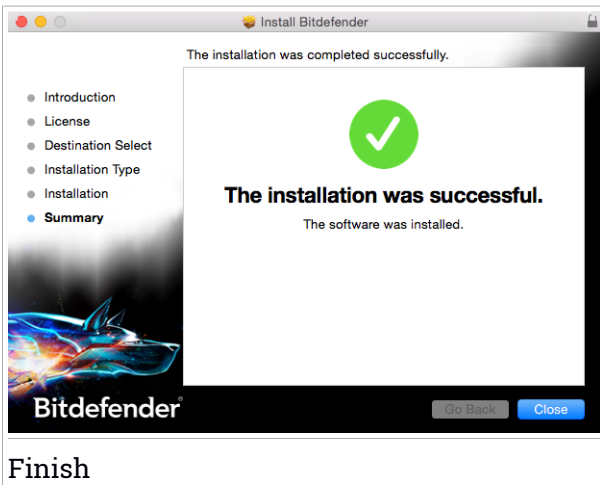 Install Bitdefender
The installation was completed successfully.
Introduction
License
Destination Select
Installation Type
Installation
Summary
The installation was successful.
The software was installed.
Bitdefender
Go Back
Close
Finish